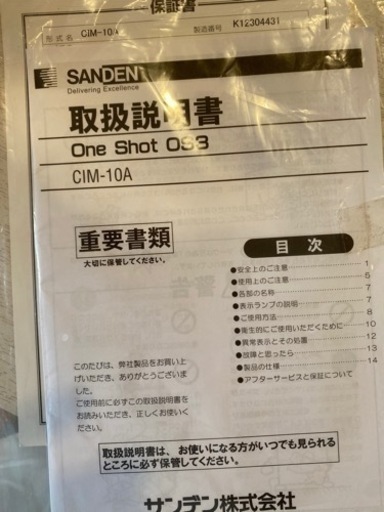 保証書
形式名 CIM-10A
製造番号 K12304431
SANDEN
Delivering Excellence
取扱説明書
One Shot OS3
CIM-10A
重要書類
大切に保管してください。
目次
●安全上のご注意 1
●使用上のご注意 5
●各部の名称 7
●表示ランプの説明 7
●ご使用方法 8
●衛生的にご使用いただくために 10
●異常表示とその処置 12
●故障と思ったら 13
●製品の仕様 14
●アフターサービスと保証について
このたびは、弊社製品をお買い上
げいただき、ありがとうございま
した。
ご使用前に必ずこの取扱説明書を
お読みいただき、正しくお使いく
ださい。
取扱説明書は、お使いになる方がいつでも見られる
ところに必ず保管してください。
サンデン株式会社